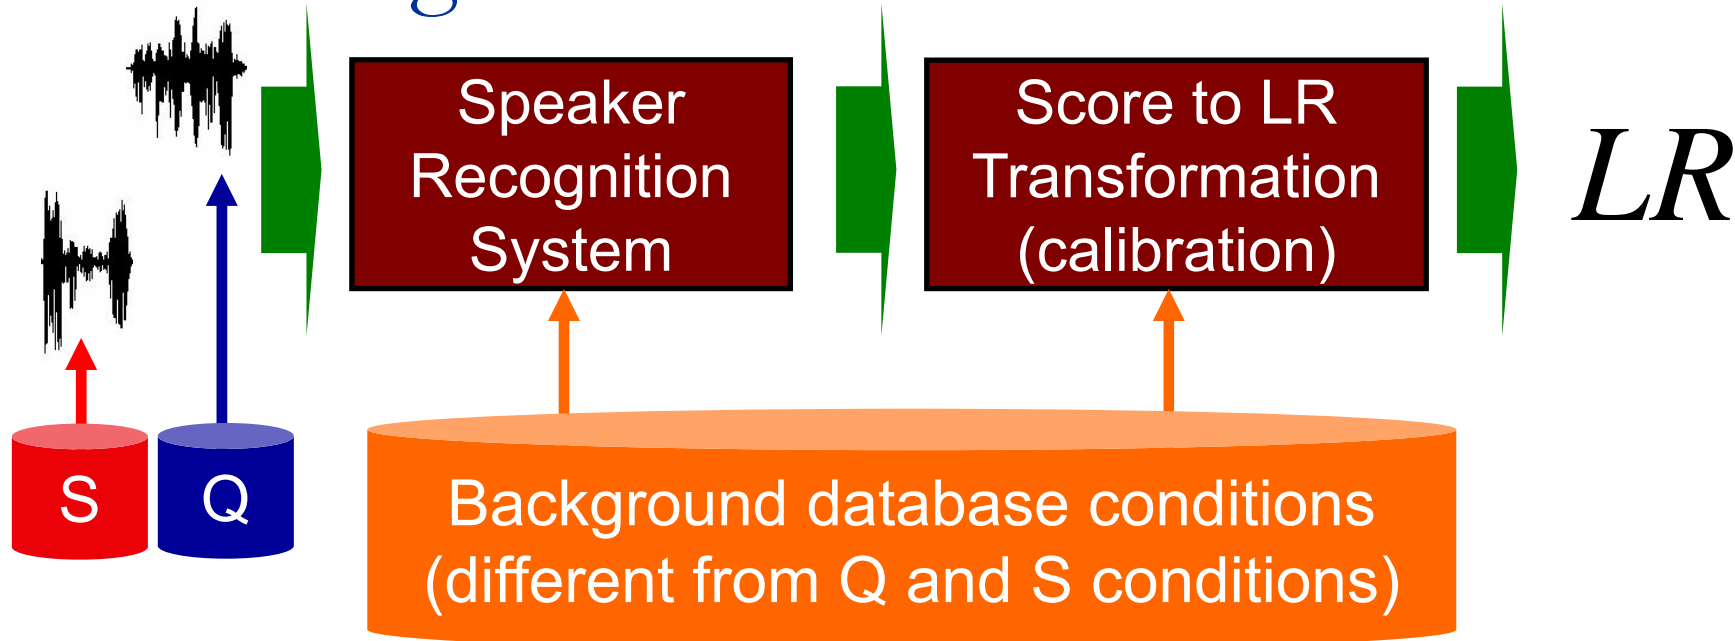 Speaker
Recognition
System
Score to LR
Transformation
(calibration)
LR
S
Q
Background database conditions
(different from Q and S conditions)